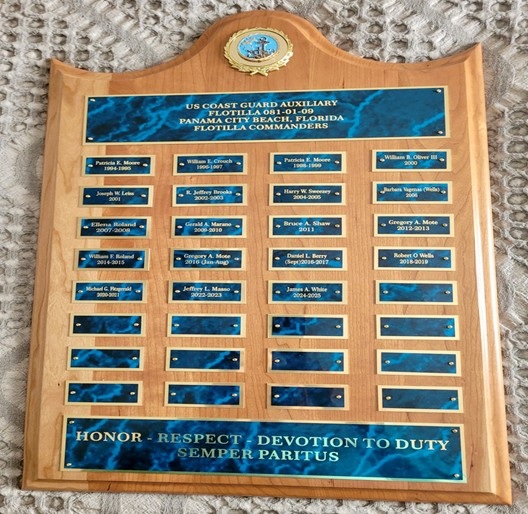 US COAST GUARD AUXILIARY
FLOTILLA 081-01-09
PANAMA CITY BEACH, FLORIDA
FLOTILLA COMMANDERS
Patricia E. Moore
1994-1995
William E. Crouch
1996-1997
Patricia E. Moore
1998-1999
William B. Oliver III
2000
Joseph W. Leiss
2001
R. Jeffrey Brooks
2002-2003
Harry W. Sweezey
2004-2005
Barbara Vagenas (Wells)
2006
Ellena Roland
2007-2008
Gerald A. Marano
2009-2010
Bruce A. Shaw
2011
Gregory A. Mote
2012-2013
William F. Roland
2014-2015
Gregory A. Mote
2016 (Jan-Aug)
Daniel L. Berry
(Sept)2016-2017
Robert O Wells
2018-2019
Michael G. Fitzgerald
2020-2021
Jeffrey L. Masso
2022-2023
James A. White
2024-2025
HONOR - RESPECT - DEVOTION TO DUTY
SEMPER PARITUS